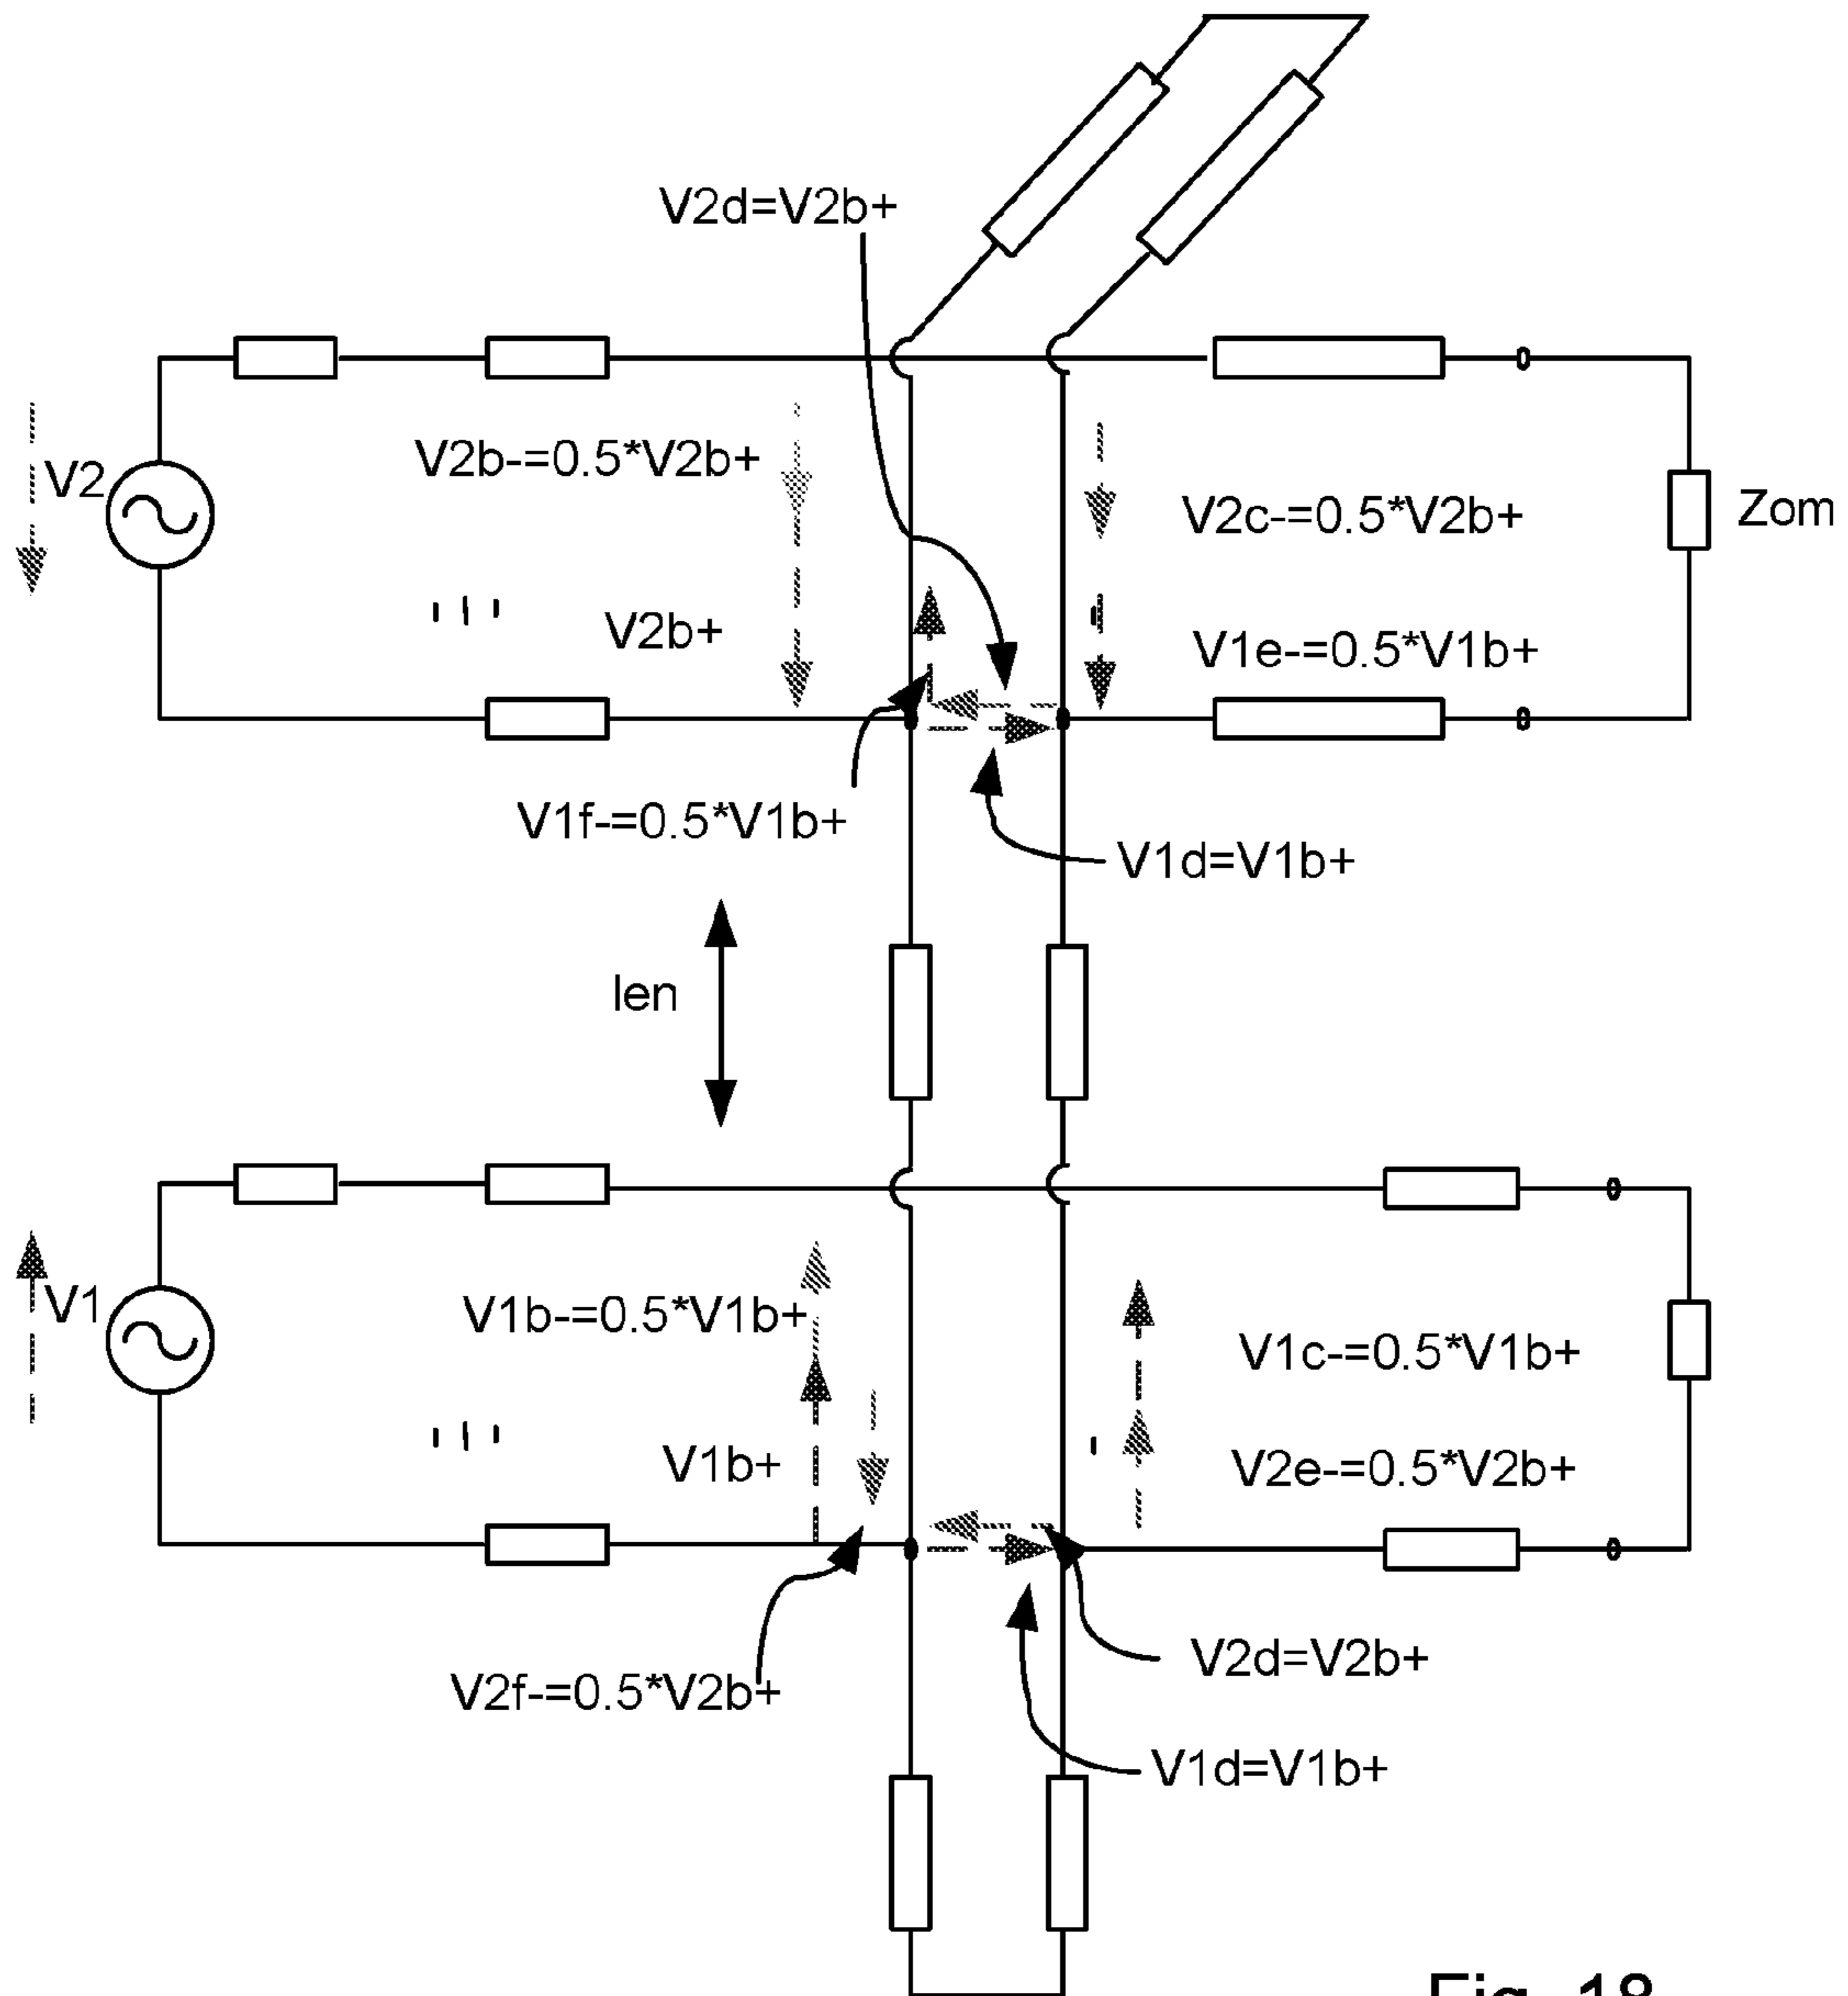 V2d=V2b+
V2
V2b-=0.5*V2b+
V2c-=0.5*V2b+
Zom
V2b+
V1e-=0.5*V1b+
V1f-=0.5*V1b+
V1d=V1b+
len
V1
V1b-=0.5*V1b+
V1c-=0.5*V1b+
V1b+
V2e-=0.5*V2b+
V2d=V2b+
V2f-=0.5*V2b+
V1d=V1b+
Fig. 18